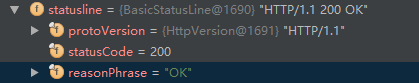 statusline = {BasicStatusLine@1690} "HTTP/1.1 200 OK"
protoVersion = {HttpVersion@1691} "HTTP/1.1"
statusCode = 200
reasonPhrase = "OK"